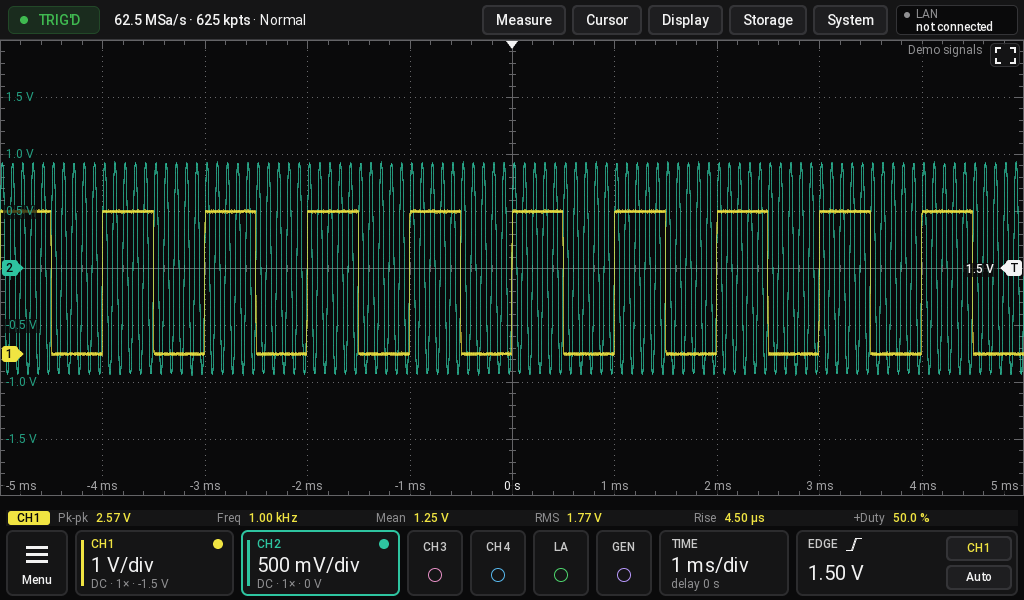 TRIG'D 62.5 MSa/s · 625 kpts · Normal Measure Cursor Display Storage System LAN not connected
Demo signals
1.5 V
1.0 V
0.5 V
2 1.5 V T
-0.5 V
1
-1.0 V
-1.5 V
-5 ms -4 ms -3 ms -2 ms -1 ms 0 s 1 ms 2 ms 3 ms 4 ms 5 ms
CH1 Pk-pk 2.57 V Freq 1.00 kHz Mean 1.25 V RMS 1.77 V Rise 4.50 µs +Duty 50.0 %
Menu
CH1
1 V/div
DC · 1× · -1.5 V
CH2
500 mV/div
DC · 1× · 0 V
CH3
CH4
LA
GEN
TIME
1 ms/div
delay 0 s
EDGE
1.50 V
CH1
Auto